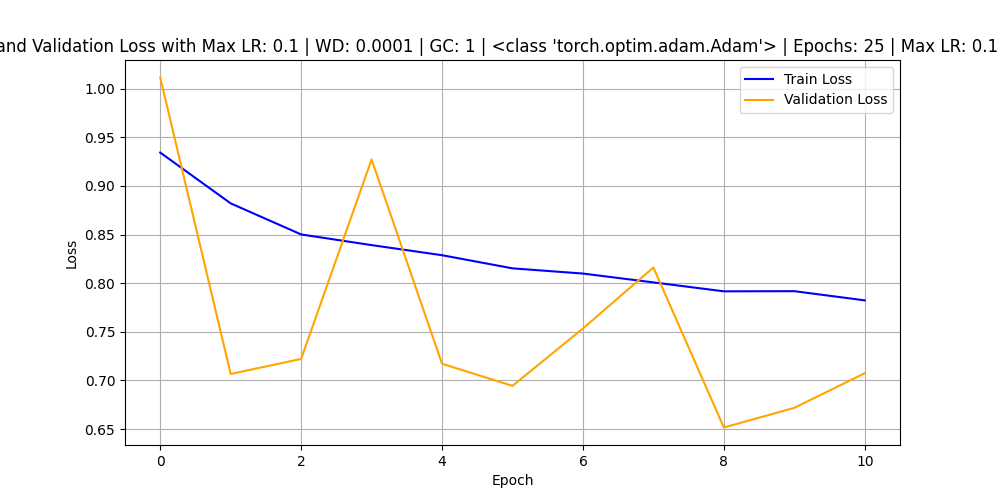 and Validation Loss with Max LR: 0.1 | WD: 0.0001 | GC: 1 | <class 'torch.optim.adam.Adam'> | Epochs: 25 | Max LR: 0.1
Train Loss
Validation Loss
1.00
0.95
0.90
0.85
0.80
0.75
0.70
0.65
Loss
0 2 4 6 8 10
Epoch